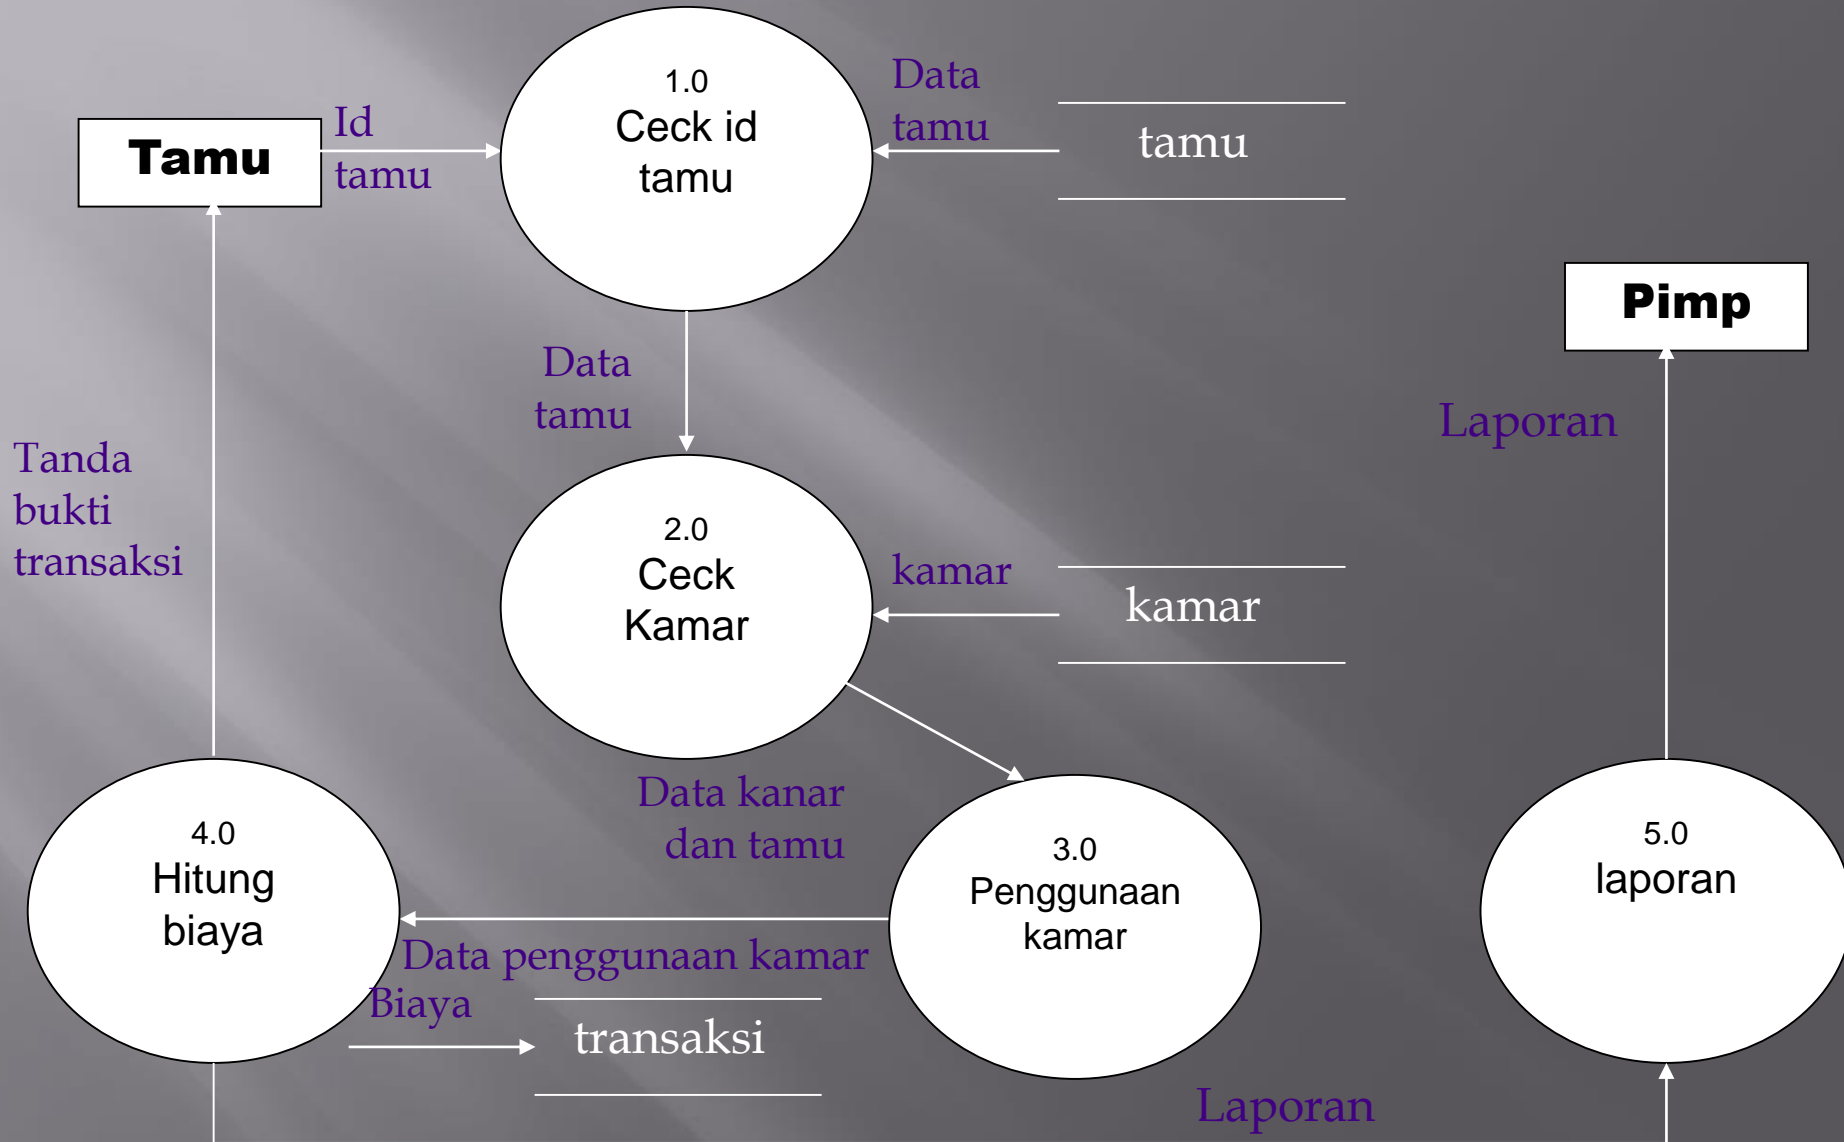 1.0
Ceck id
tamu
Data
tamu
tamu
Tamu
Id
tamu
Pimp
Data
tamu
Laporan
Tanda
bukti
transaksi
2.0
Ceck
Kamar
kamar
kamar
Data kanar
dan tamu
4.0
Hitung
biaya
3.0
Penggunaan
kamar
5.0
laporan
Data penggunaan kamar
Biaya
transaksi
Laporan